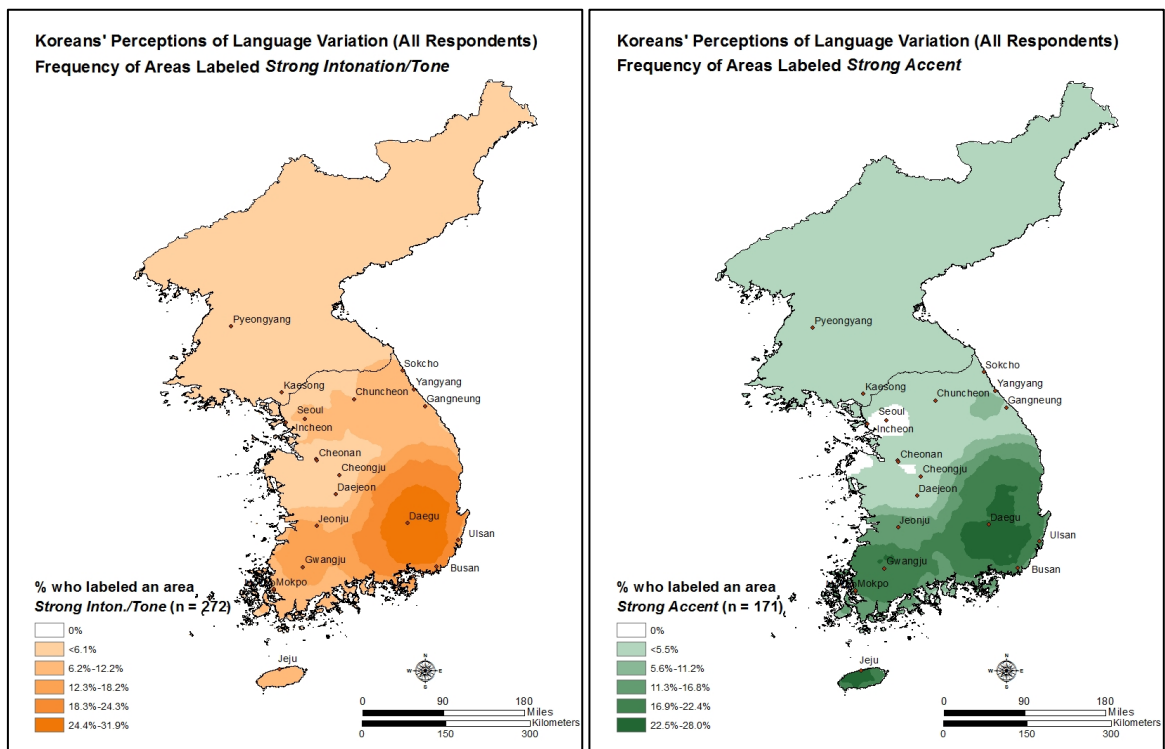 Koreans' Perceptions of Language Variation (All Respondents)
Frequency of Areas Labeled Strong Intonation/Tone
Pyeongyang
Sokcho
Kaesong
Yangyang
Chuncheon
Gangneung
Seoul
Incheon
Cheonan
Cheongju
Daejeon
Jeonju
Daegu
Ulsan
Gwangju
Busan
Mokpo
Jeju
% who labeled an area
Strong Inton./Tone (n = 272)
0%
<6.1%
6.2%-12.2%
12.3%-18.2%
18.3%-24.3%
24.4%-31.9%
N
W E
S
0 90 180
Miles
Kilometers
0 150 300
Koreans' Perceptions of Language Variation (All Respondents)
Frequency of Areas Labeled Strong Accent
Pyeongyang
Sokcho
Kaesong
Yangyang
Chuncheon
Gangneung
Seoul
Incheon
Cheonan
Cheongju
Daejeon
Jeonju
Daegu
Ulsan
Gwangju
Busan
Mokpo
Jeju
% who labeled an area
Strong Accent (n = 171)
0%
<5.5%
5.6%-11.2%
11.3%-16.8%
16.9%-22.4%
22.5%-28.0%
N
W E
S
0 90 180
Miles
Kilometers
0 150 300